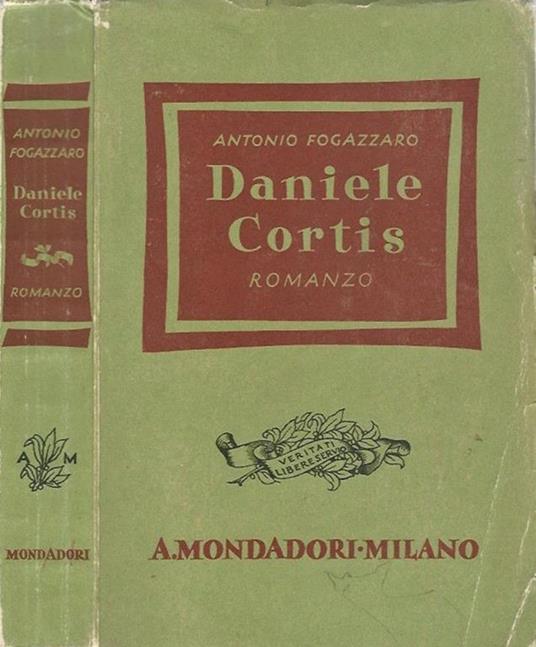 ANTONIO
FOGAZZARO
Daniele
Cortis
ROMANZO
A M
MONDADORI
ANTONIO FOGAZZARO
Daniele
Cortis
ROMANZO
VERITATI
LIBERE SERVIO
A.MONDADORI·MILANO